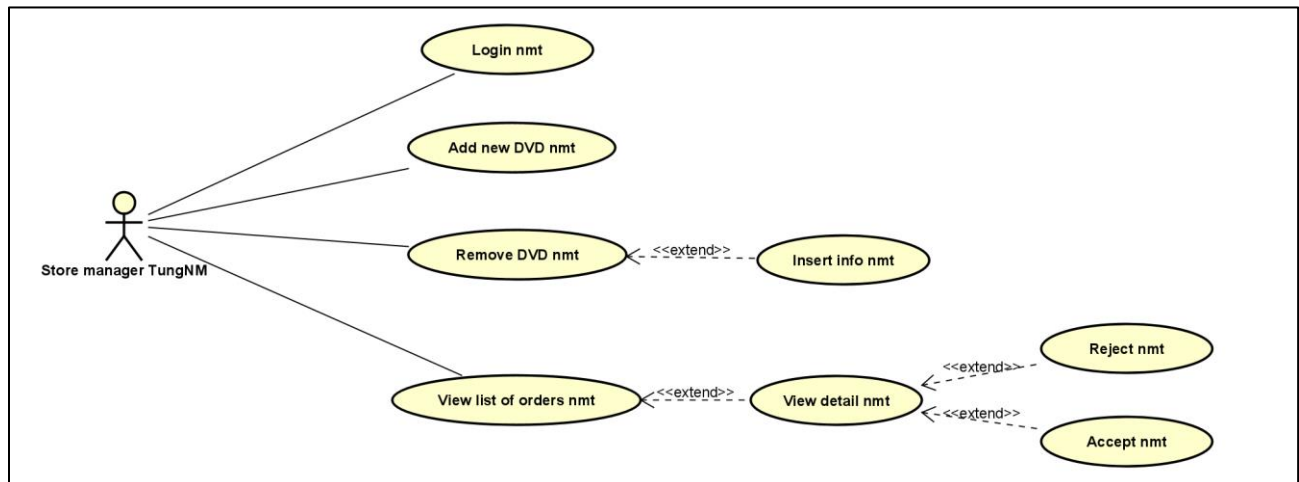 Login nmt
Add new DVD nmt
Store manager TungNM
Remove DVD nmt
<<extend>>
Insert info nmt
View list of orders nmt
<<extend>>
View detail nmt
<<extend>>
Reject nmt
<<extend>>
Accept nmt